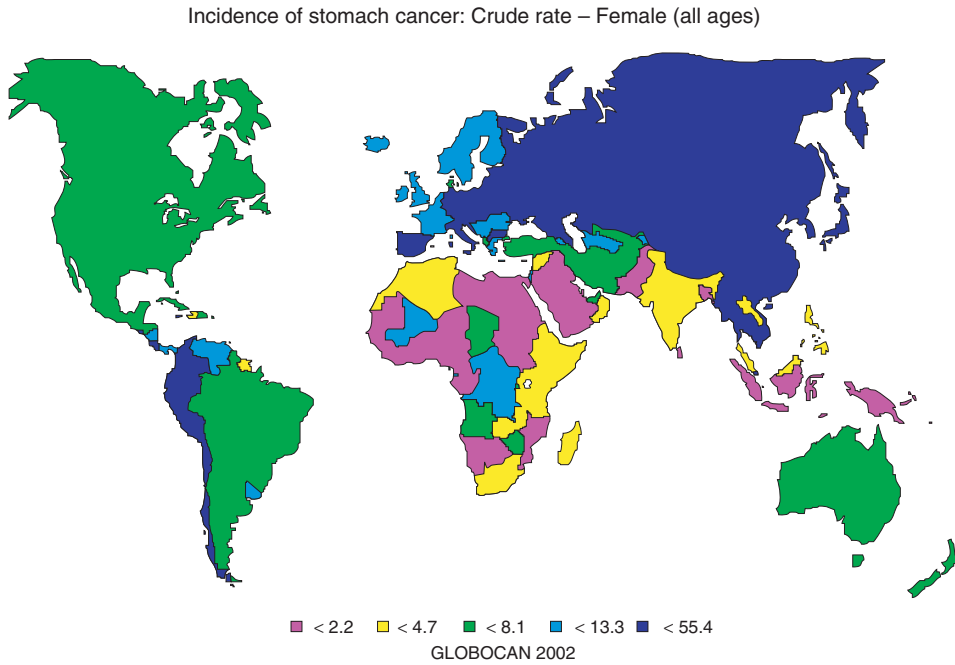 Incidence of stomach cancer: Crude rate – Female (all ages)
< 2.2 < 4.7 < 8.1 < 13.3 < 55.4
GLOBOCAN 2002